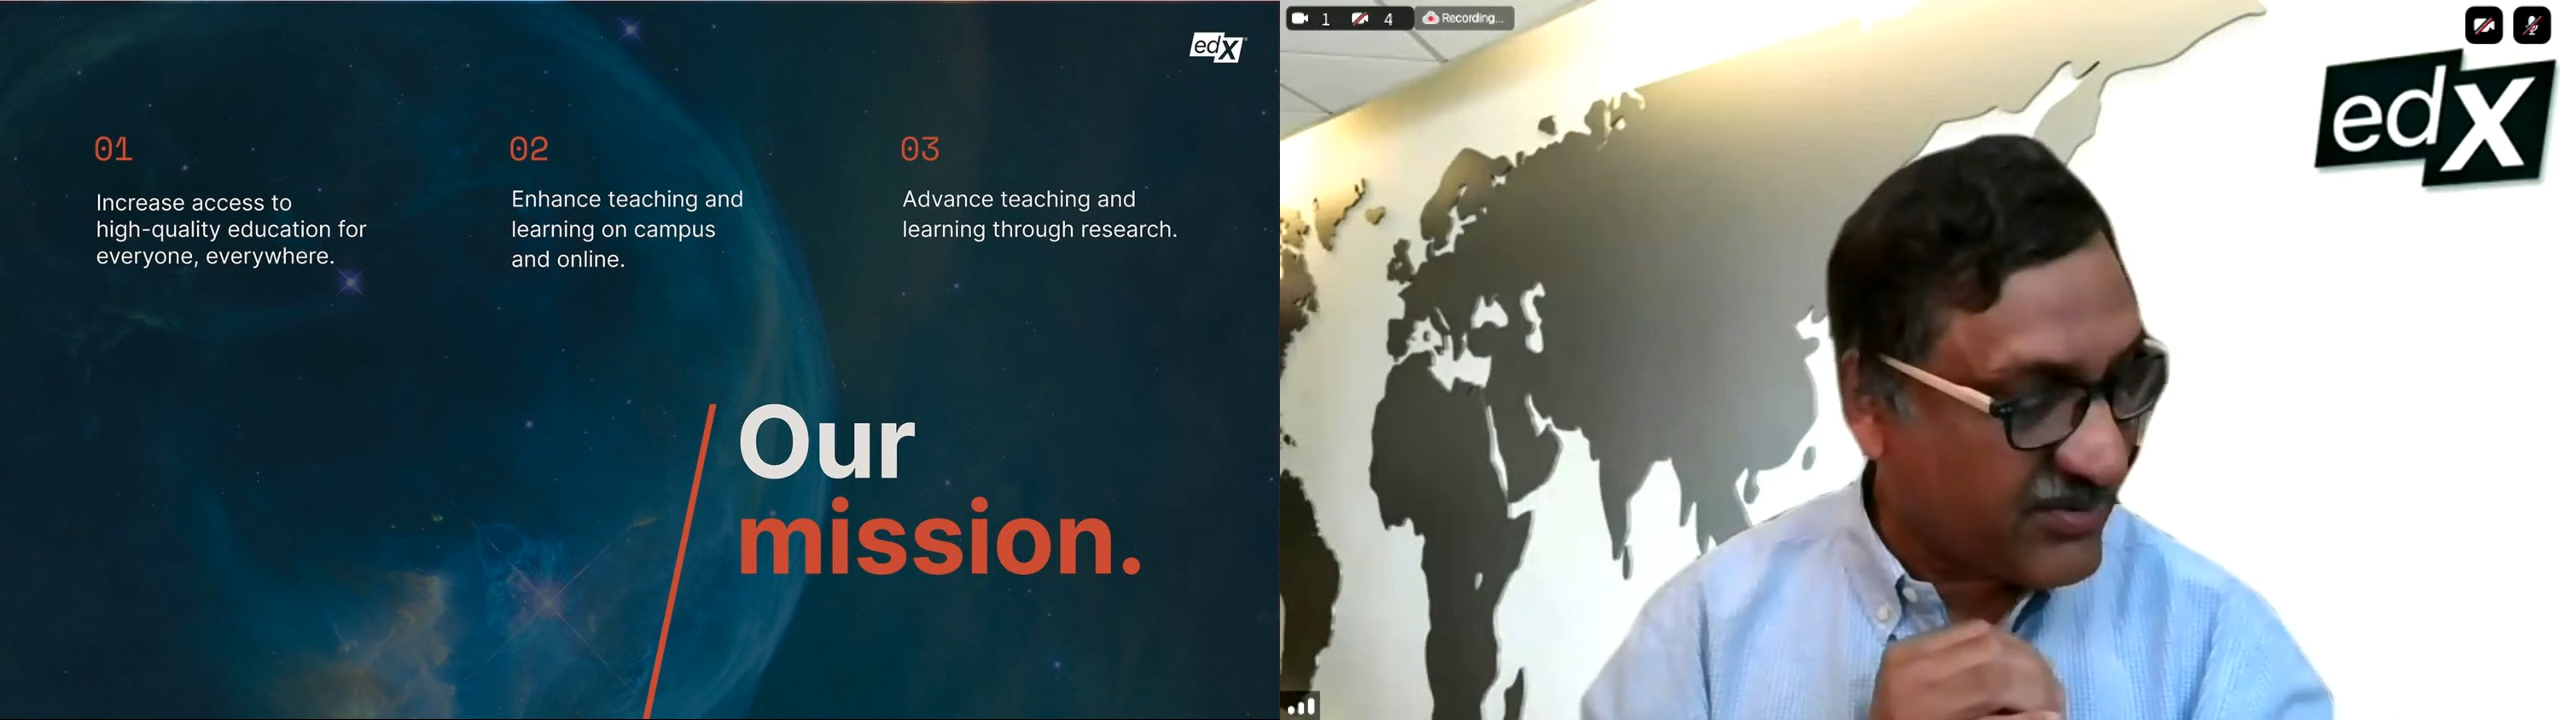 edX
01
Increase access to
high-quality education for
everyone, everywhere.
02
Enhance teaching and
learning on campus
and online.
03
Advance teaching and
learning through research.
Our
mission.
1 4 Recording...
edX